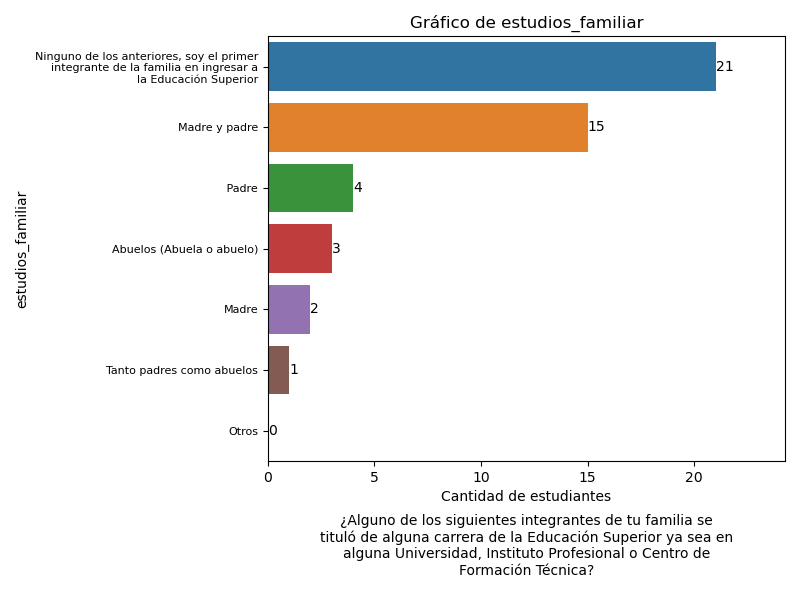 Gráfico de estudios_familiar
Ninguno de los anteriores, soy el primer
integrante de la familia en ingresar a
la Educación Superior
21
Madre y padre
15
Padre
4
Abuelos (Abuela o abuelo)
3
Madre
2
Tanto padres como abuelos
1
Otros
0
estudios_familiar
0 5 10 15 20
Cantidad de estudiantes
¿Alguno de los siguientes integrantes de tu familia se
tituló de alguna carrera de la Educación Superior ya sea en
alguna Universidad, Instituto Profesional o Centro de
Formación Técnica?